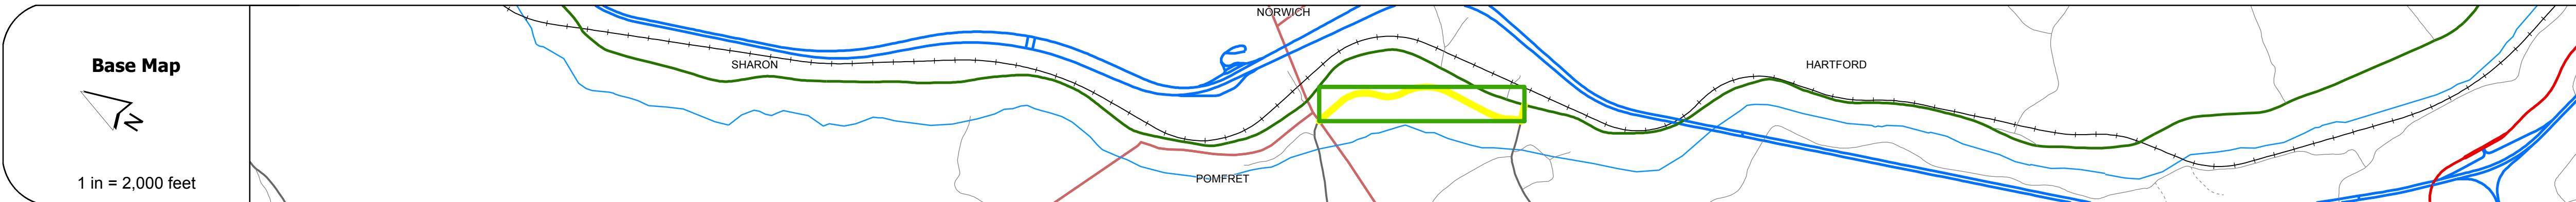 Base Map
N
1 in = 2,000 feet
NORWICH
SHARON
HARTFORD
POMFRET